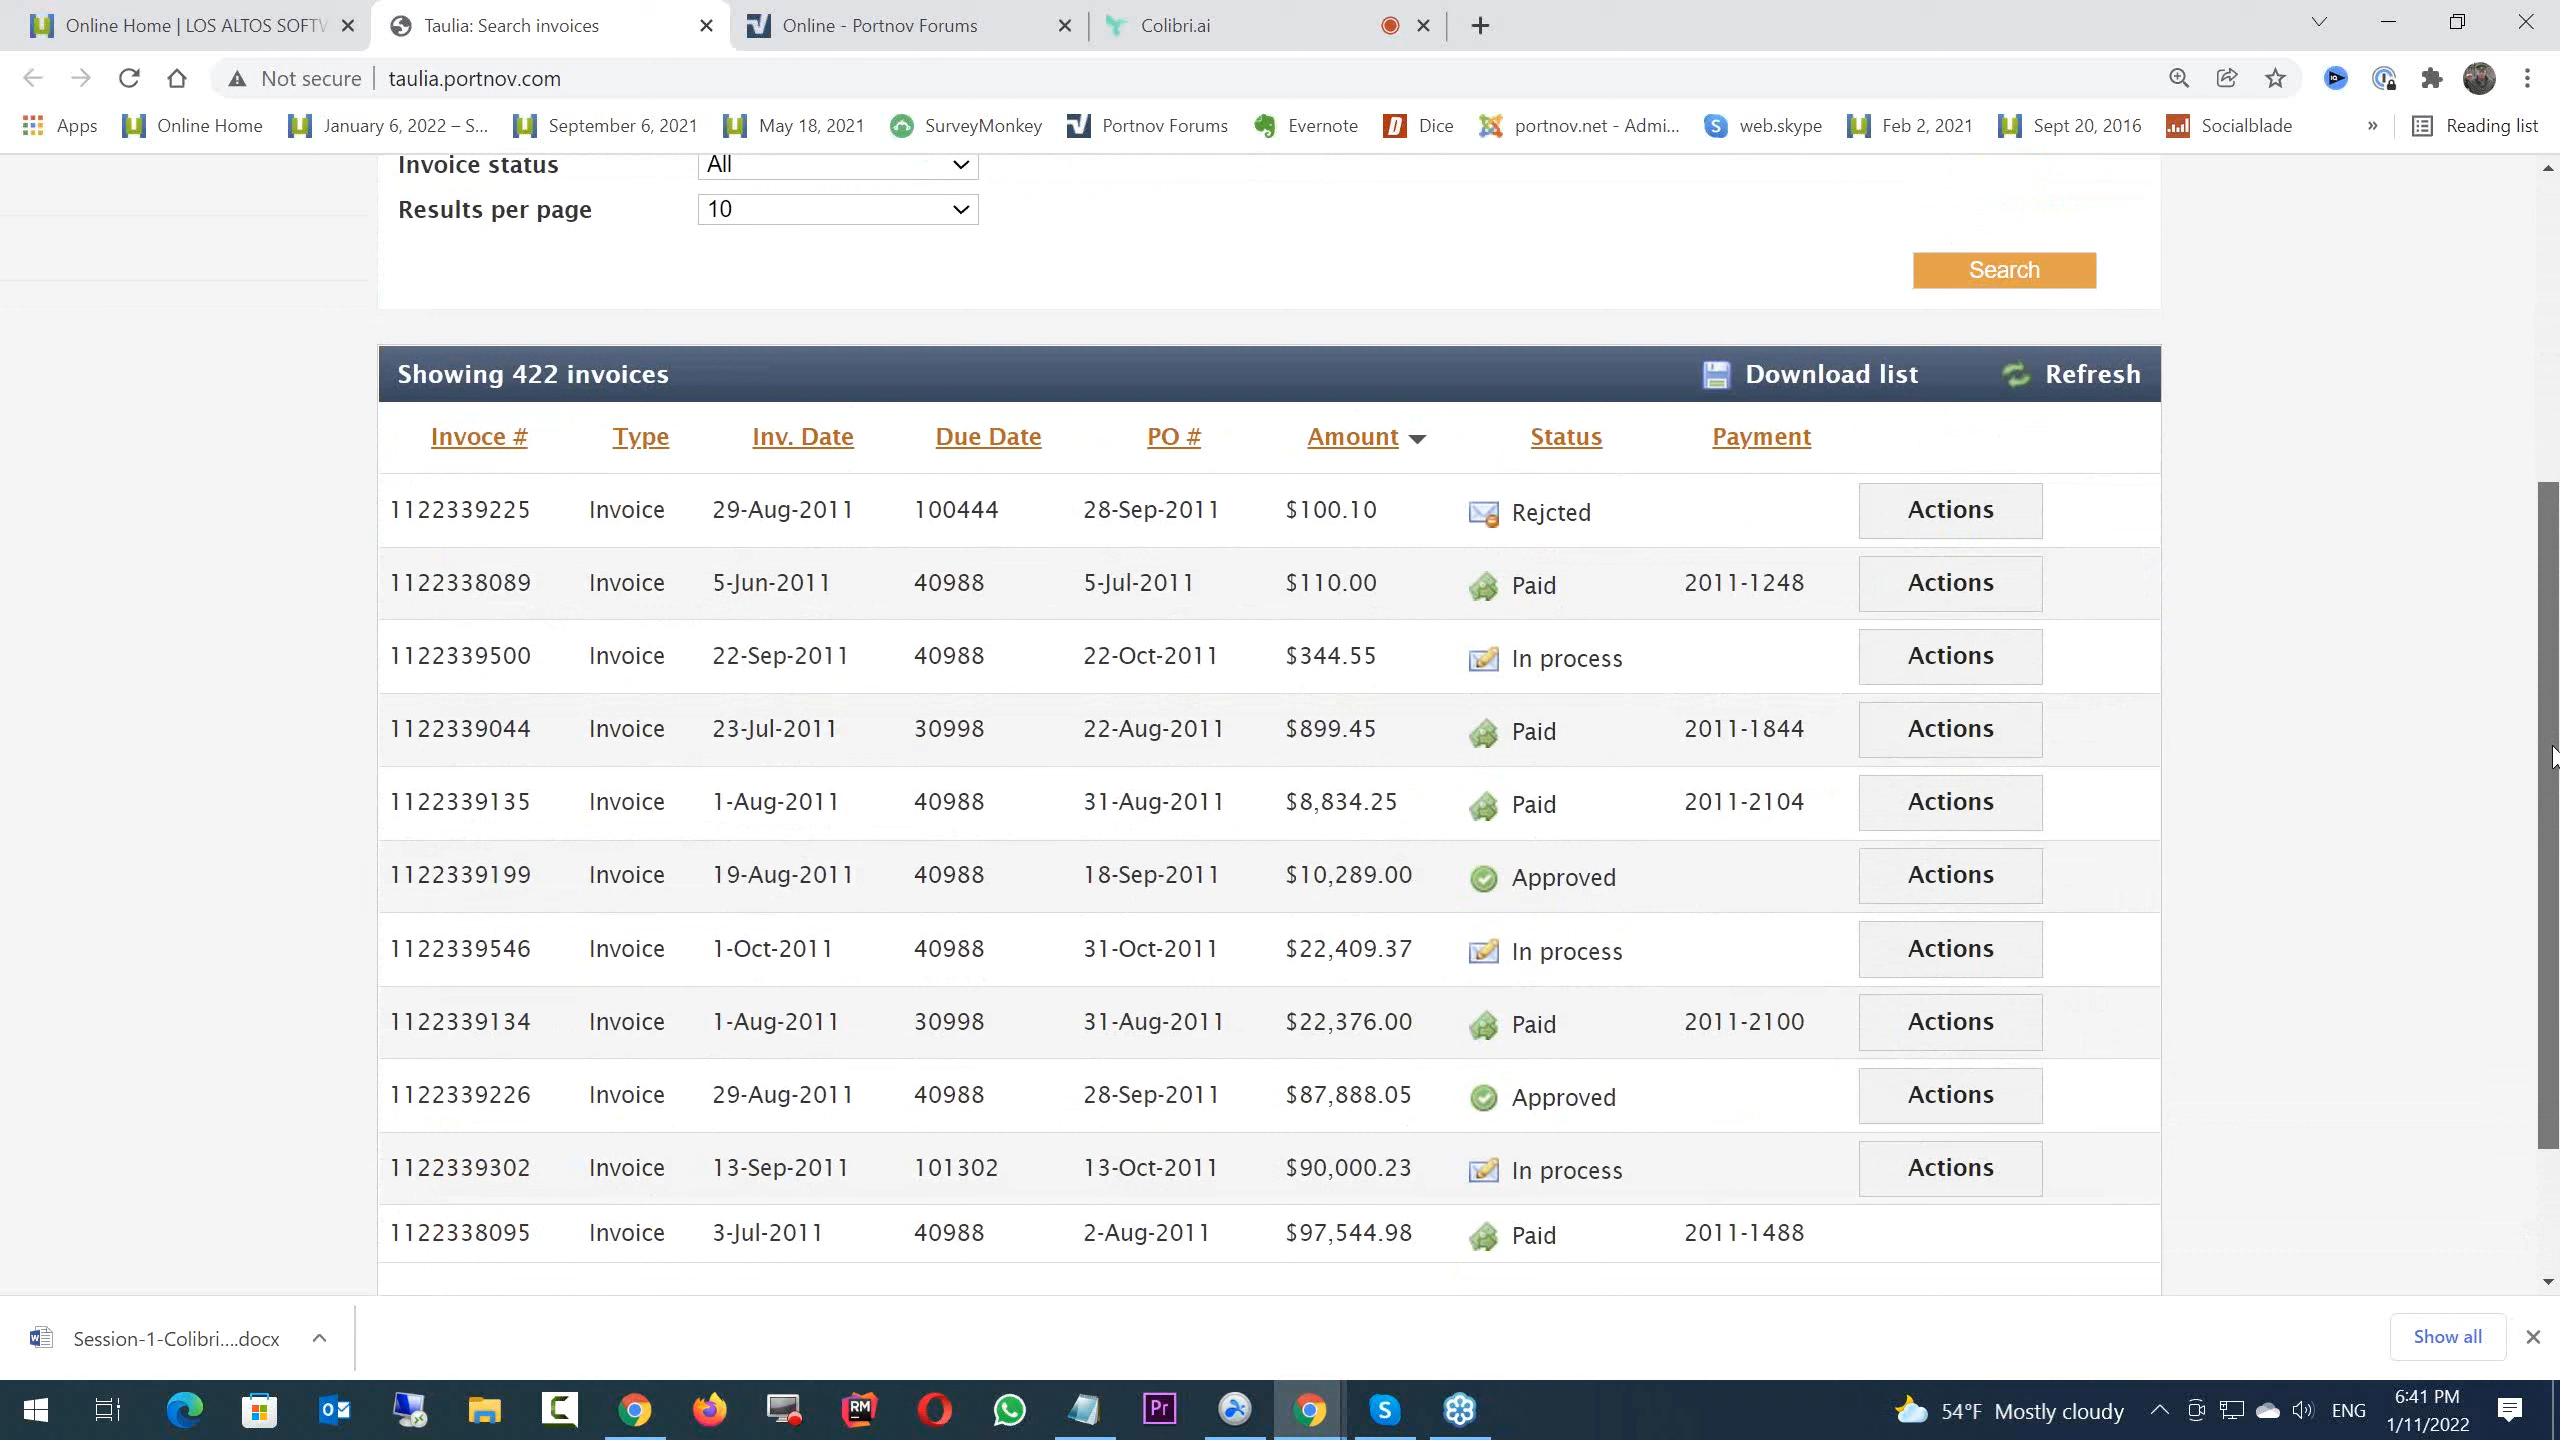 Online Home | LOS ALTOS SOFTW
Taulia: Search invoices
Online - Portnov Forums
Colibri.ai
Not secure
taulia.portnov.com
Apps
Online Home
January 6, 2022 – S...
September 6, 2021
May 18, 2021
SurveyMonkey
Portnov Forums
Evernote
Dice
portnov.net - Admi...
web.skype
Feb 2, 2021
Sept 20, 2016
Socialblade
»
Reading list
Invoice status All
Results per page 10
Search
Showing 422 invoices Download list Refresh
Invoce # Type Inv. Date Due Date PO # Amount Status Payment
1122339225 Invoice 29-Aug-2011 100444 28-Sep-2011 $100.10 Rejcted Actions
1122338089 Invoice 5-Jun-2011 40988 5-Jul-2011 $110.00 Paid 2011-1248 Actions
1122339500 Invoice 22-Sep-2011 40988 22-Oct-2011 $344.55 In process Actions
1122339044 Invoice 23-Jul-2011 30998 22-Aug-2011 $899.45 Paid 2011-1844 Actions
1122339135 Invoice 1-Aug-2011 40988 31-Aug-2011 $8,834.25 Paid 2011-2104 Actions
1122339199 Invoice 19-Aug-2011 40988 18-Sep-2011 $10,289.00 Approved Actions
1122339546 Invoice 1-Oct-2011 40988 31-Oct-2011 $22,409.37 In process Actions
1122339134 Invoice 1-Aug-2011 30998 31-Aug-2011 $22,376.00 Paid 2011-2100 Actions
1122339226 Invoice 29-Aug-2011 40988 28-Sep-2011 $87,888.05 Approved Actions
1122339302 Invoice 13-Sep-2011 101302 13-Oct-2011 $90,000.23 In process Actions
1122338095 Invoice 3-Jul-2011 40988 2-Aug-2011 $97,544.98 Paid 2011-1488
Session-1-Colibri....docx
Show all
54°F Mostly cloudy
ENG
6:41 PM
1/11/2022